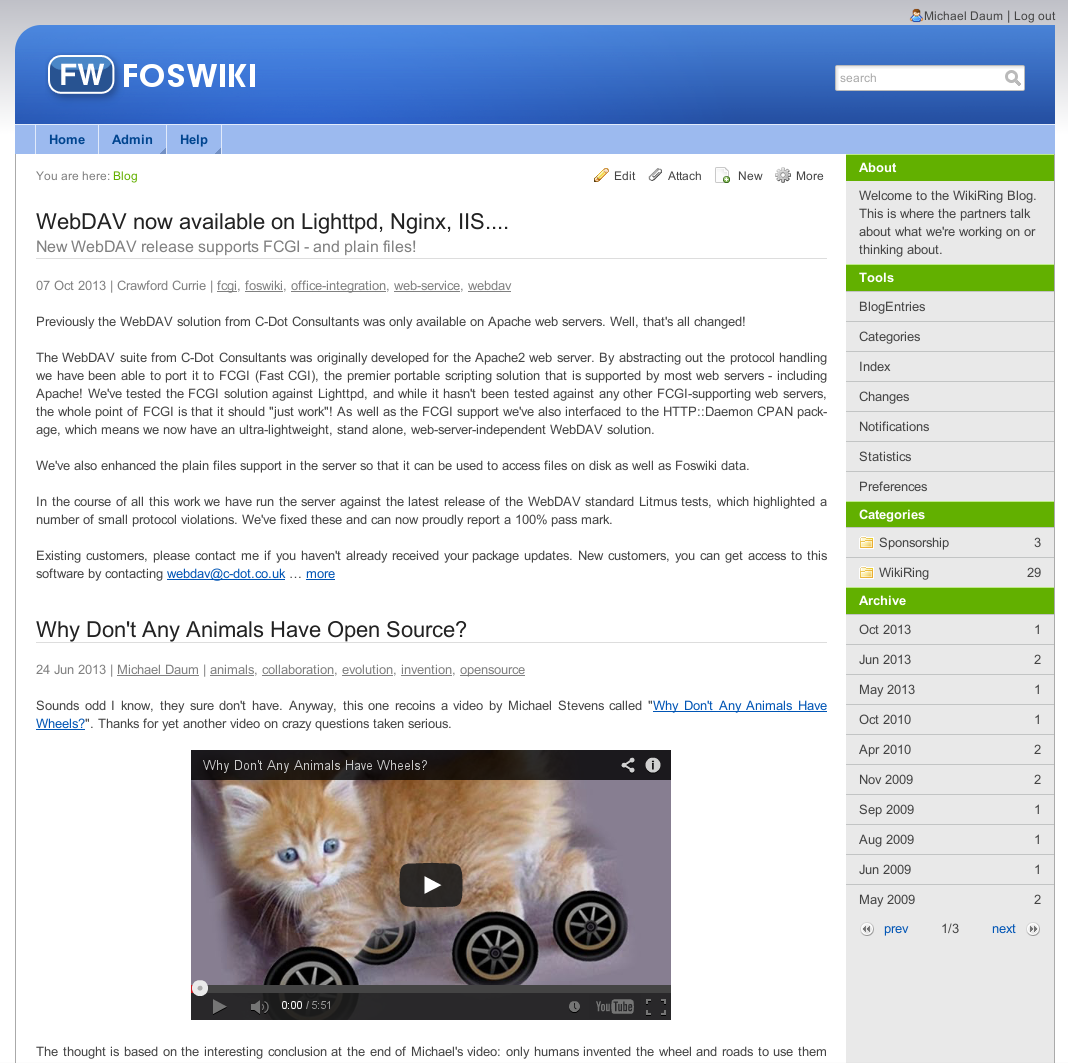 Michael Daum | Log out
FW FOSWIKI
search
Home Admin Help
You are here: Blog
Edit Attach New More
WebDAV now available on Lighttpd, Nginx, IIS....
New WebDAV release supports FCGI - and plain files!
07 Oct 2013 | Crawford Currie | fcgi, foswiki, office-integration, web-service, webdav
Previously the WebDAV solution from C-Dot Consultants was only available on Apache web servers. Well, that's all changed!
The WebDAV suite from C-Dot Consultants was originally developed for the Apache2 web server. By abstracting out the protocol handling
we have been able to port it to FCGI (Fast CGI), the premier portable scripting solution that is supported by most web servers - including
Apache! We've tested the FCGI solution against Lighttpd, and while it hasn't been tested against any other FCGI-supporting web servers,
the whole point of FCGI is that it should "just work"! As well as the FCGI support we've also interfaced to the HTTP::Daemon CPAN pack-
age, which means we now have an ultra-lightweight, stand alone, web-server-independent WebDAV solution.
We've also enhanced the plain files support in the server so that it can be used to access files on disk as well as Foswiki data.
In the course of all this work we have run the server against the latest release of the WebDAV standard Litmus tests, which highlighted a
number of small protocol violations. We've fixed these and can now proudly report a 100% pass mark.
Existing customers, please contact me if you haven't already received your package updates. New customers, you can get access to this
software by contacting webdav@c-dot.co.uk … more
Why Don't Any Animals Have Open Source?
24 Jun 2013 | Michael Daum | animals, collaboration, evolution, invention, opensource
Sounds odd I know, they sure don't have. Anyway, this one recoins a video by Michael Stevens called "Why Don't Any Animals Have
Wheels?". Thanks for yet another video on crazy questions taken serious.
Why Don't Any Animals Have Wheels?
0:00 / 5:51
YouTube
The thought is based on the interesting conclusion at the end of Michael's video: only humans invented the wheel and roads to use them
About
Welcome to the WikiRing Blog.
This is where the partners talk
about what we're working on or
thinking about.
Tools
BlogEntries
Categories
Index
Changes
Notifications
Statistics
Preferences
Categories
Sponsorship 3
WikiRing 29
Archive
Oct 2013 1
Jun 2013 2
May 2013 1
Oct 2010 1
Apr 2010 2
Nov 2009 2
Sep 2009 1
Aug 2009 1
Jun 2009 1
May 2009 2
prev 1/3 next